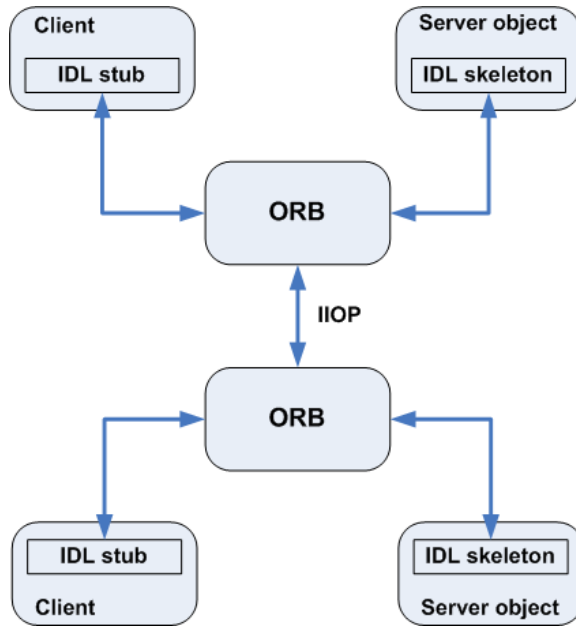 Client
IDL stub
Server object
IDL skeleton
ORB
IIOP
ORB
IDL stub
Client
IDL skeleton
Server object